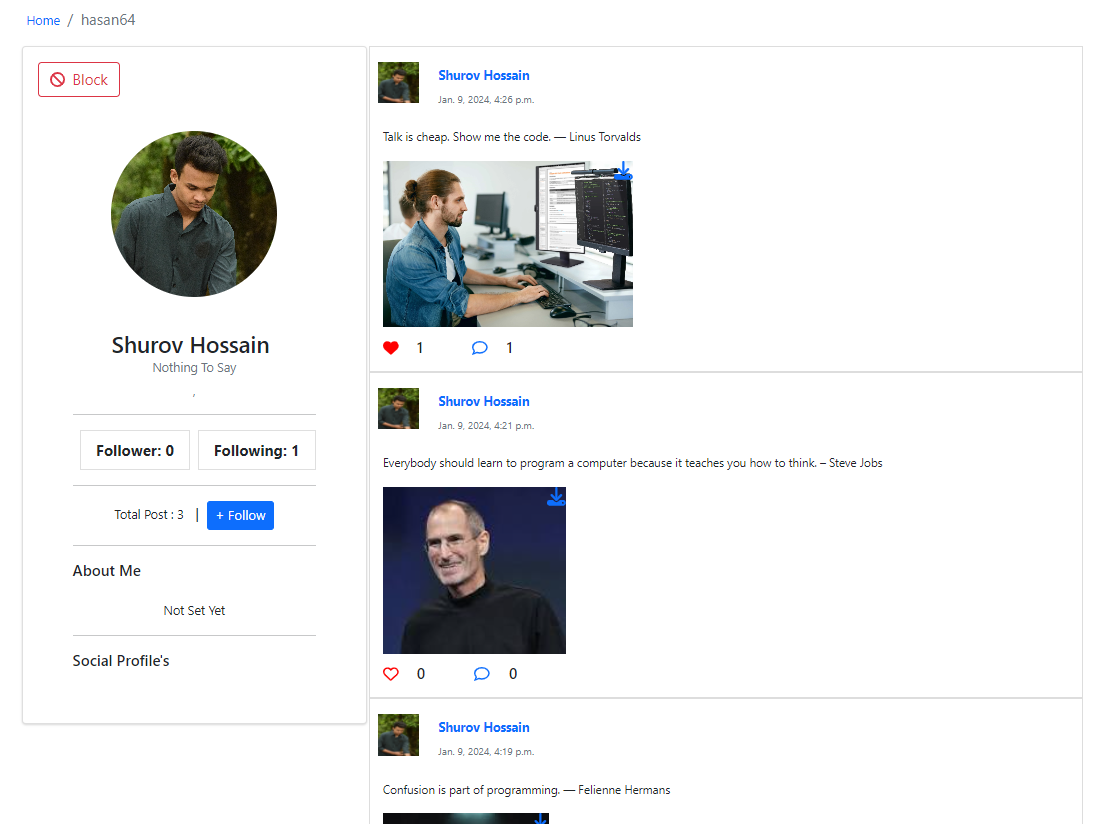 Home / hasan64
Block
Shurov Hossain
Nothing To Say
,
Follower: 0 Following: 1
Total Post : 3 | + Follow
About Me
Not Set Yet
Social Profile's
Shurov Hossain
Jan. 9, 2024, 4:26 p.m.
Talk is cheap. Show me the code. — Linus Torvalds
1 1
Shurov Hossain
Jan. 9, 2024, 4:21 p.m.
Everybody should learn to program a computer because it teaches you how to think. – Steve Jobs
0 0
Shurov Hossain
Jan. 9, 2024, 4:19 p.m.
Confusion is part of programming. — Felienne Hermans